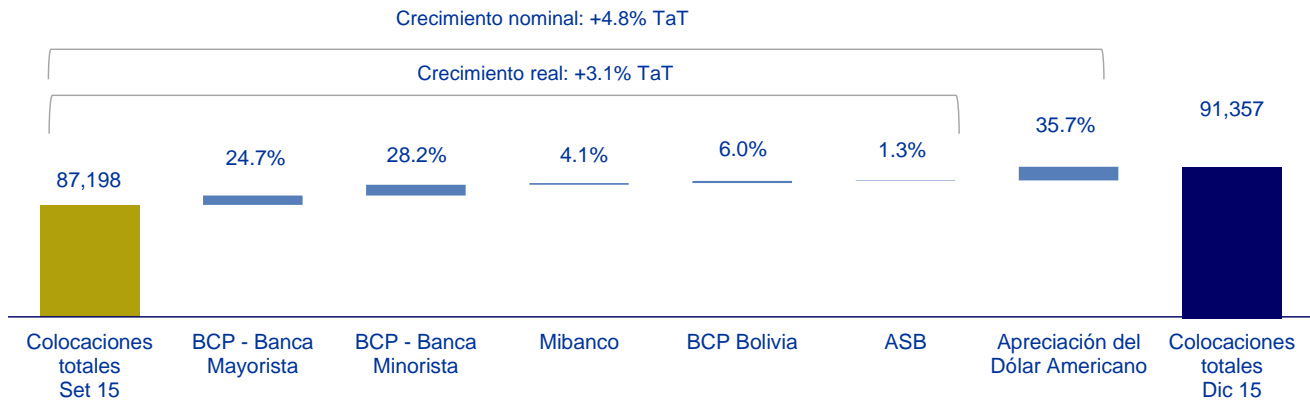 Crecimiento nominal: +4.8% TaT
Crecimiento real: +3.1% TaT
87,198
24.7%
28.2%
4.1%
6.0%
1.3%
35.7%
91,357
Colocaciones
totales
Set 15
BCP - Banca
Mayorista
BCP - Banca
Minorista
Mibanco
BCP Bolivia
ASB
Apreciación del
Dólar Americano
Colocaciones
totales
Dic 15